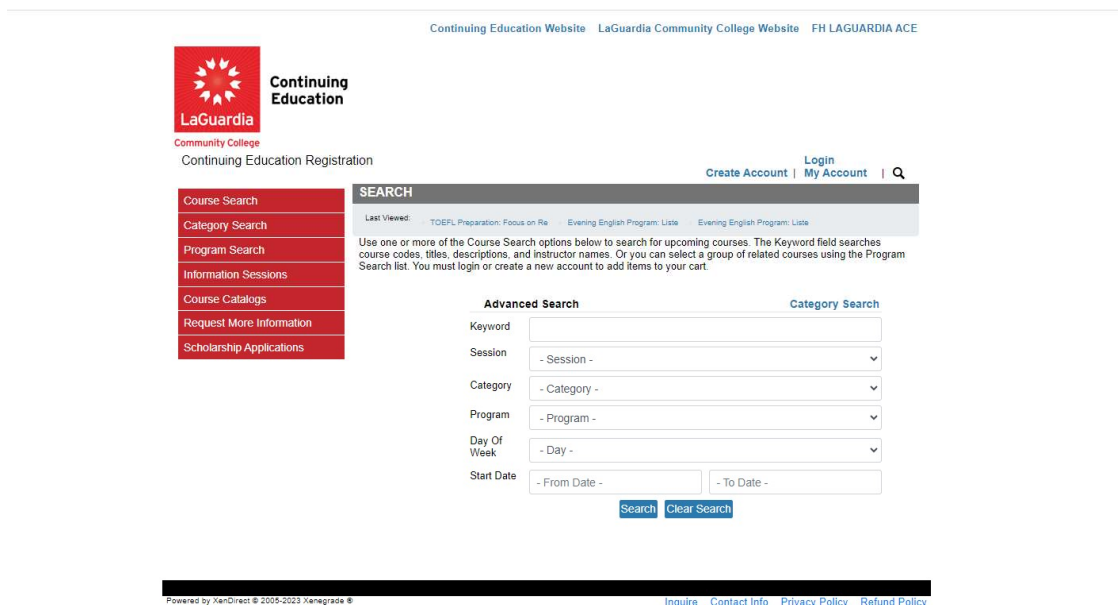 Continuing Education Website LaGuardia Community College Website FH LAGUARDIA ACE
Continuing
Education
LaGuardia
Community College
Continuing Education Registration
Login
Create Account | My Account |
Course Search
Category Search
Program Search
Information Sessions
Course Catalogs
Request More Information
Scholarship Applications
SEARCH
Last Viewed: TOEFL Preparation: Focus on Re Evening English Program: Liste Evening English Program: Liste
Use one or more of the Course Search options below to search for upcoming courses. The Keyword field searches
course codes, titles, descriptions, and instructor names. Or you can select a group of related courses using the Program
Search list. You must login or create a new account to add items to your cart.
Advanced Search Category Search
Keyword
Session - Session -
Category - Category -
Program - Program -
Day Of
Week - Day -
Start Date - From Date - - To Date -
Search Clear Search
Powered by XenDirect © 2005-2023 Xenegrade ®
Inquire Contact Info Privacy Policy Refund Policy